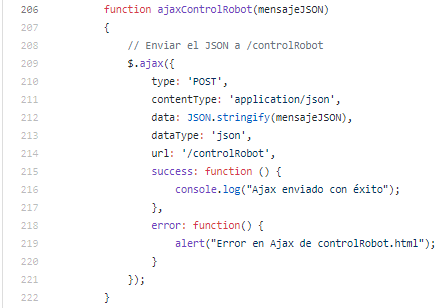 206 function ajaxControlRobot(mensajeJSON)
207 {
208 // Enviar el JSON a /controlRobot
209 $.ajax({
210 type: 'POST',
211 contentType: 'application/json',
212 data: JSON.stringify(mensajeJSON),
213 dataType: 'json',
214 url: '/controlRobot',
215 success: function () {
216 console.log("Ajax enviado con éxito");
217 },
218 error: function() {
219 alert("Error en Ajax de controlRobot.html");
220 }
221 });
222 }